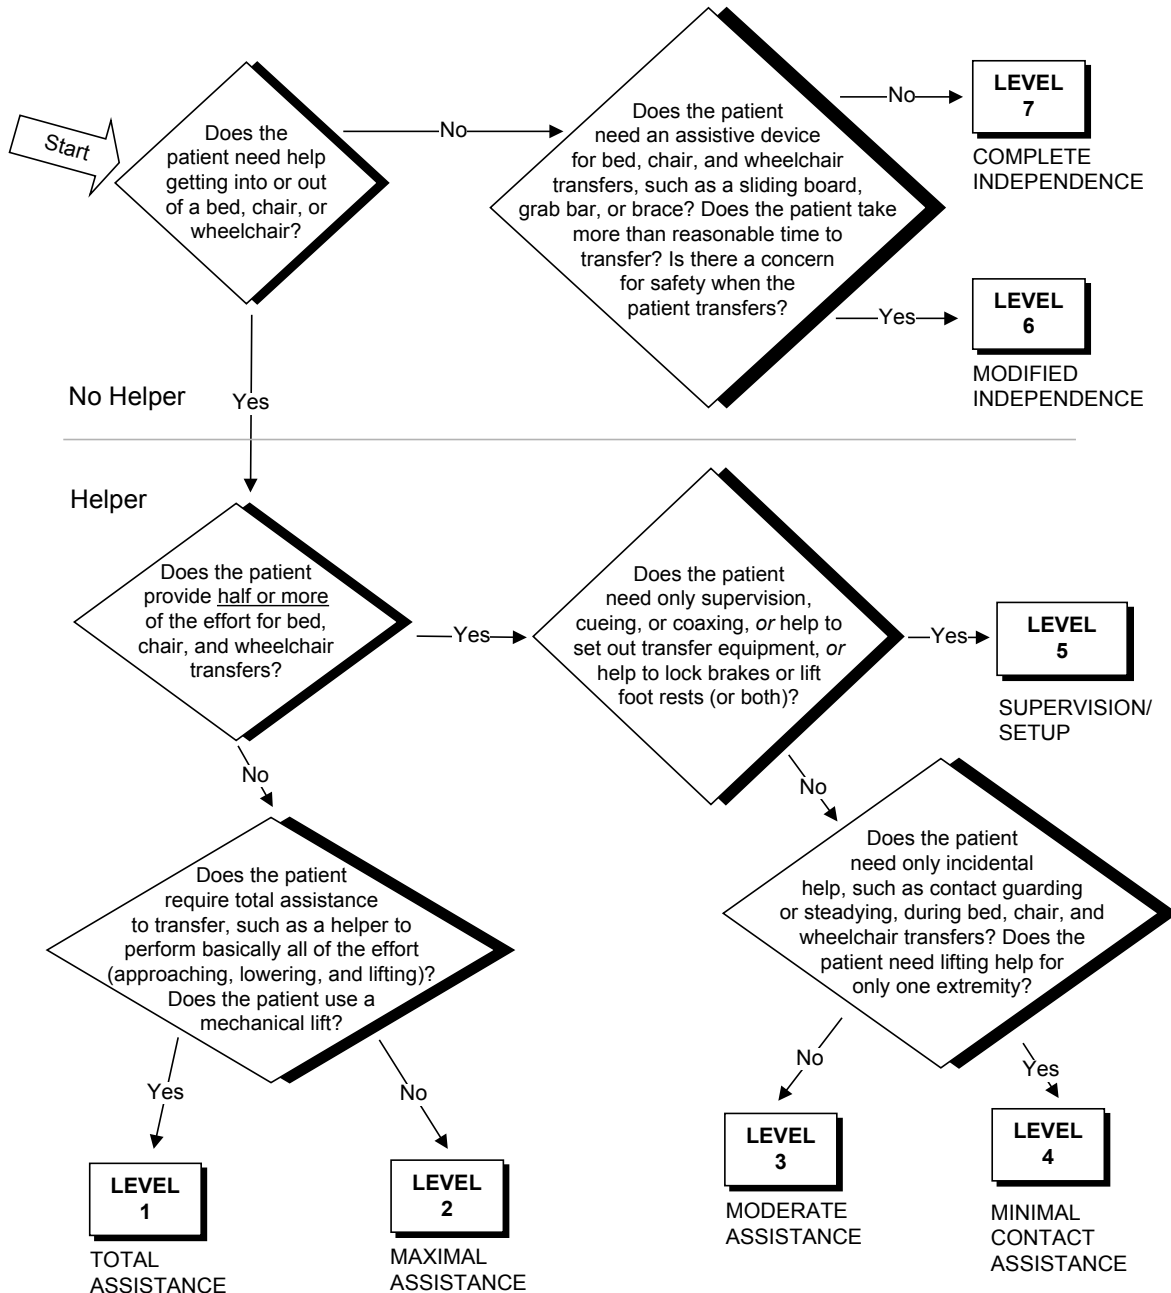 Start
Does the
patient need help
getting into or out
of a bed, chair, or
wheelchair?
No
Does the patient
need an assistive device
for bed, chair, and wheelchair
transfers, such as a sliding board,
grab bar, or brace? Does the patient take
more than reasonable time to
transfer? Is there a concern
for safety when the
patient transfers?
No
LEVEL
7
COMPLETE
INDEPENDENCE
Yes
LEVEL
6
MODIFIED
INDEPENDENCE
No Helper
Yes
Helper
Does the patient
provide half or more
of the effort for bed,
chair, and wheelchair
transfers?
Yes
Does the patient
need only supervision,
cueing, or coaxing, or help to
set out transfer equipment, or
help to lock brakes or lift
foot rests (or both)?
Yes
LEVEL
5
SUPERVISION/
SETUP
No
No
Does the patient
require total assistance
to transfer, such as a helper to
perform basically all of the effort
(approaching, lowering, and lifting)?
Does the patient use a
mechanical lift?
Does the patient
need only incidental
help, such as contact guarding
or steadying, during bed, chair, and
wheelchair transfers? Does the
patient need lifting help for
only one extremity?
Yes
No
No
Yes
LEVEL
1
TOTAL
ASSISTANCE
LEVEL
2
MAXIMAL
ASSISTANCE
LEVEL
3
MODERATE
ASSISTANCE
LEVEL
4
MINIMAL
CONTACT
ASSISTANCE